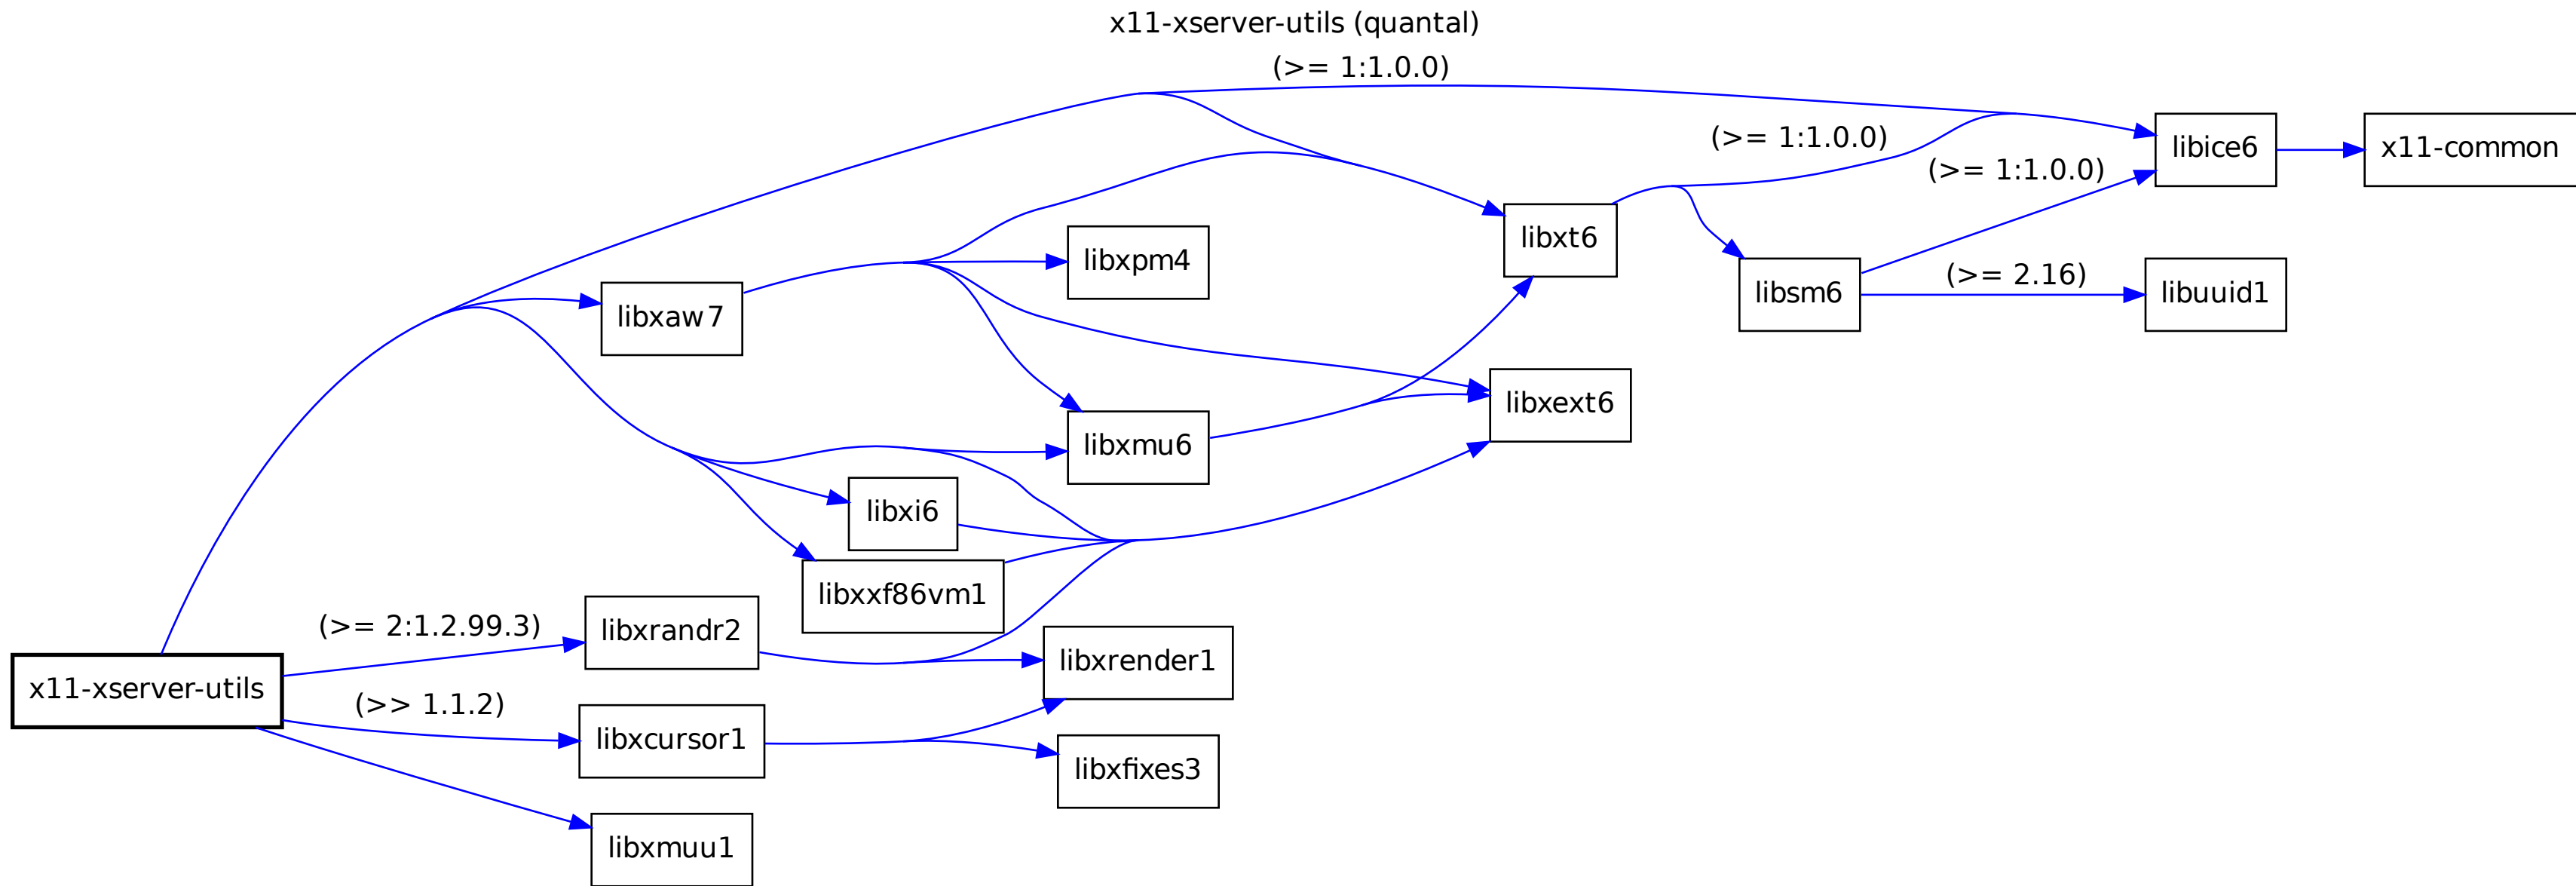 x11-xserver-utils (quantal)
(>= 1:1.0.0)
(>= 1:1.0.0)
libice6
x11-common
(>= 1:1.0.0)
libxt6
libxpm4
(>= 2.16)
libsm6
libuuid1
libxaw7
libxext6
libxmu6
libxi6
libxxf86vm1
(>= 2:1.2.99.3)
libxrandr2
libxrender1
x11-xserver-utils
(>> 1.1.2)
libxcursor1
libxfixes3
libxmuu1